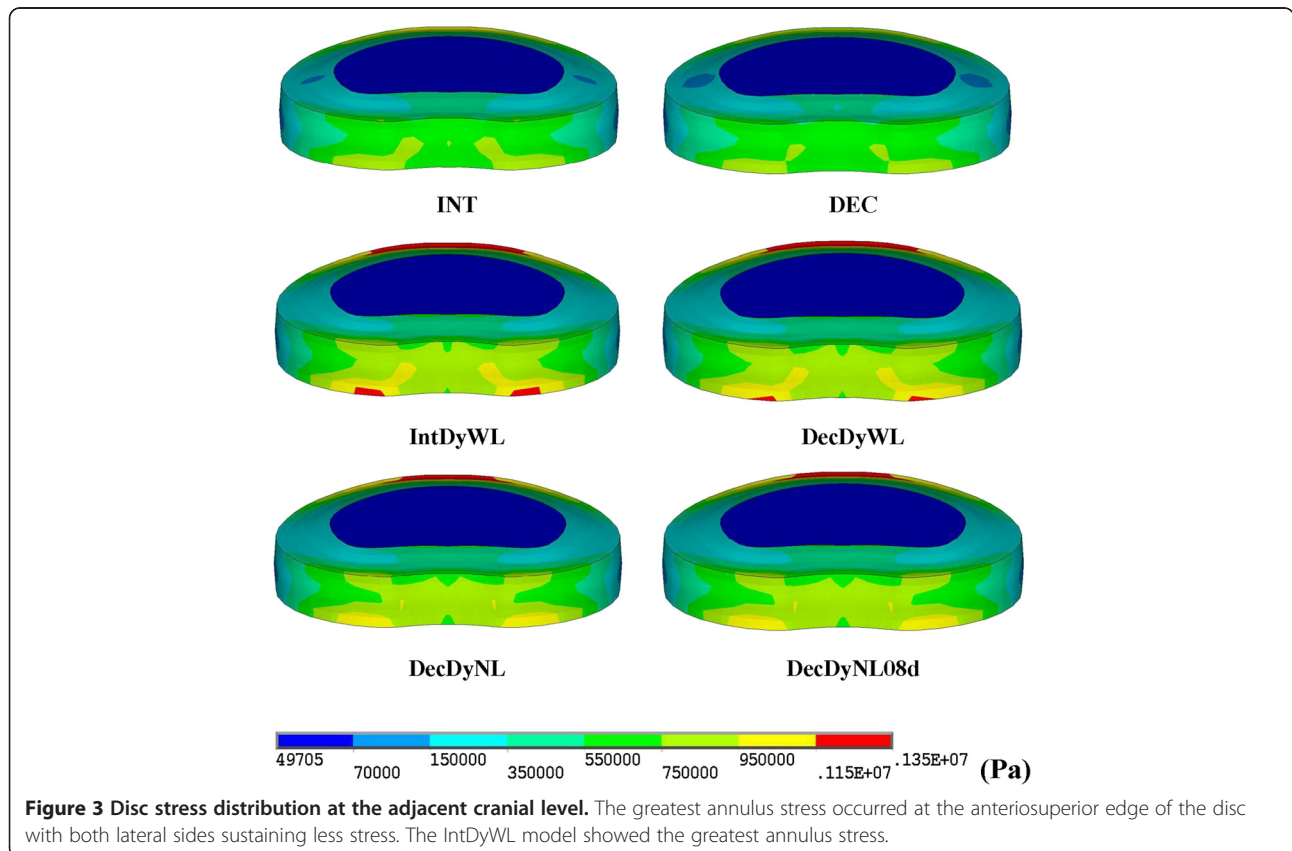 INT DEC
IntDyWL DecDyWL
DecDyNL DecDyNL08d
49705 150000 550000 950000 .135E+07 (Pa)
70000 350000 750000 .115E+07
Figure 3 Disc stress distribution at the adjacent cranial level. The greatest annulus stress occurred at the anteriosuperior edge of the disc
with both lateral sides sustaining less stress. The IntDyWL model showed the greatest annulus stress.